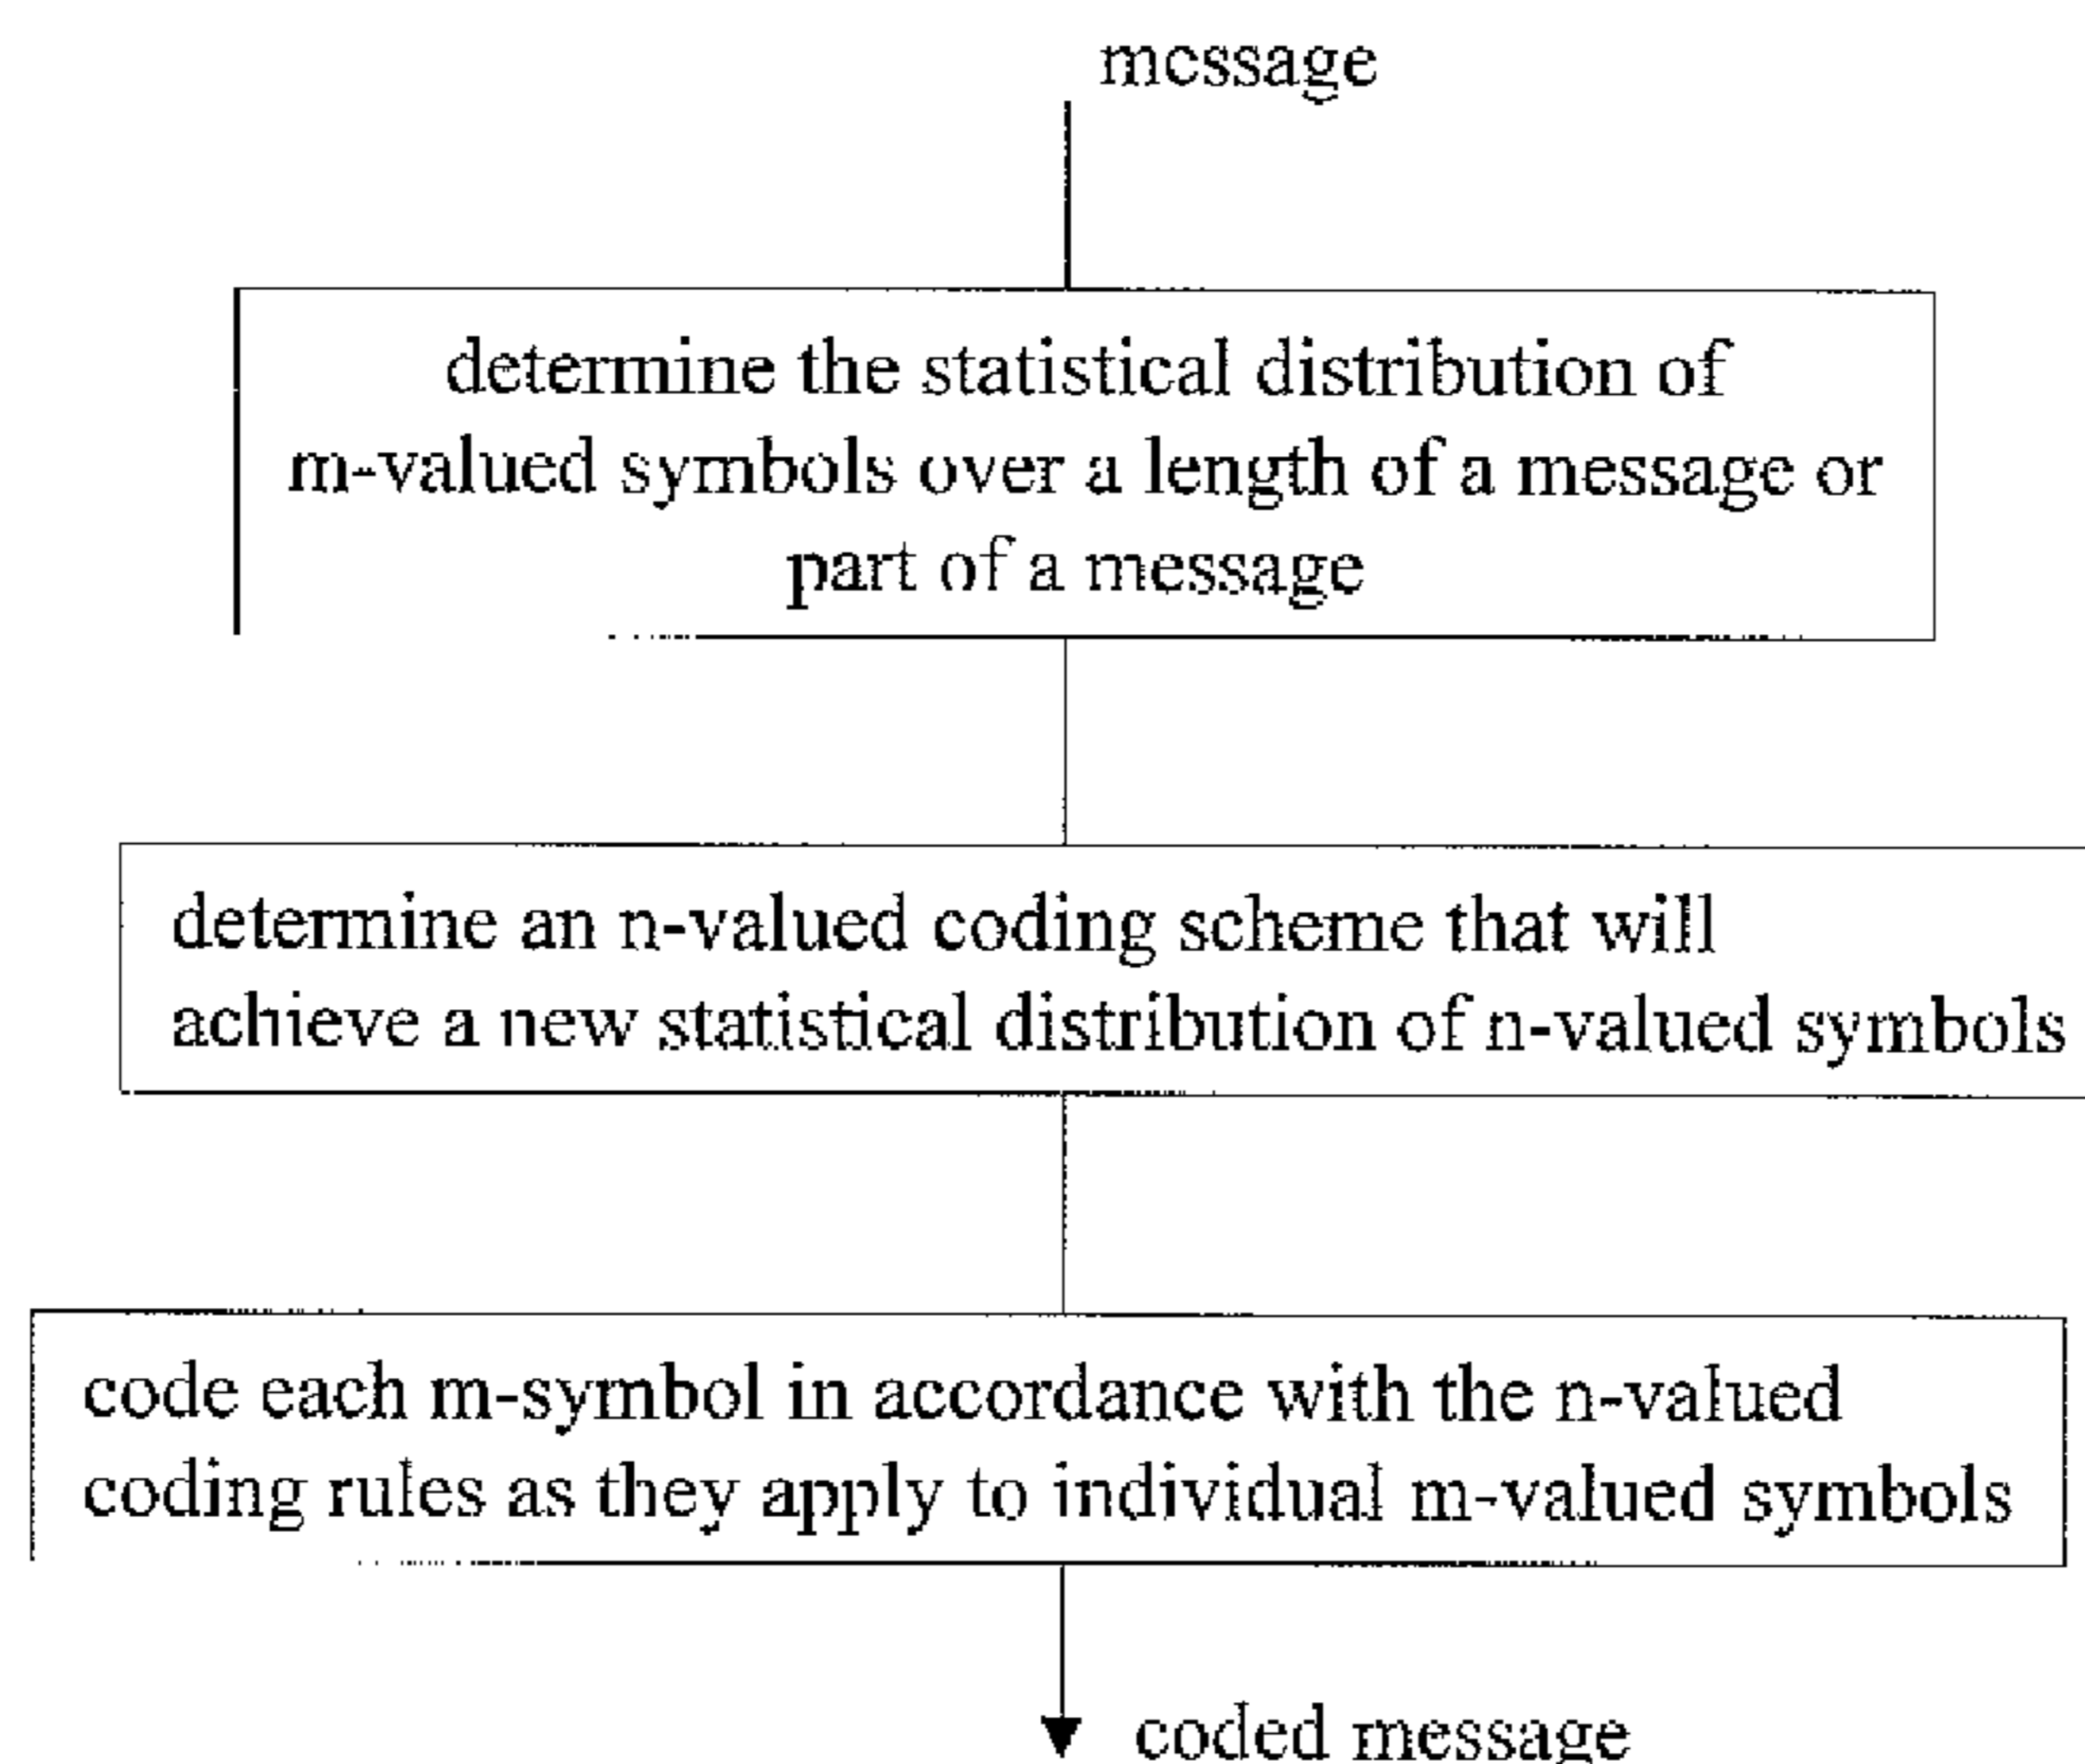 message
determine the statistical distribution of
m-valued symbols over a length of a message or
part of a message
determine an n-valued coding scheme that will
achieve a new statistical distribution of n-valued symbols
code each m-symbol in accordance with the n-valued
coding rules as they apply to individual m-valued symbols
coded message